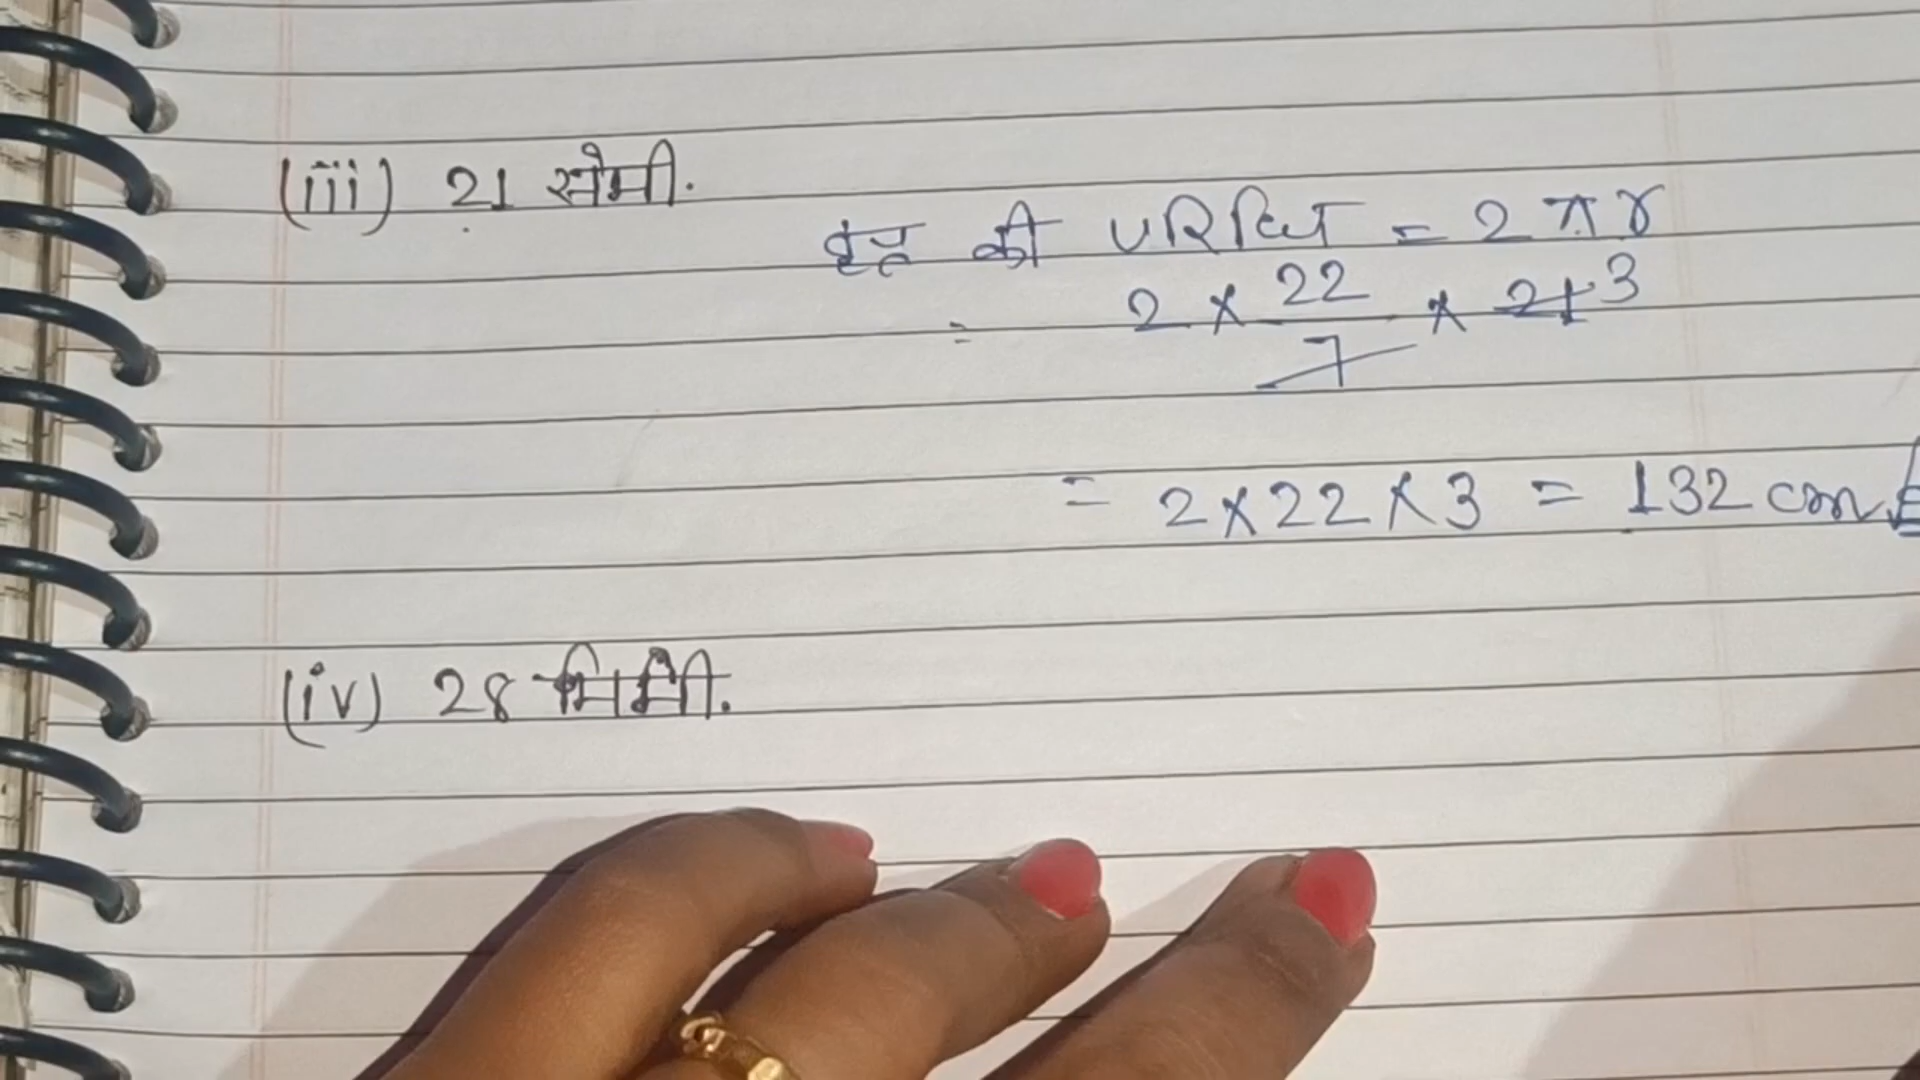 (iii) 21 सेमी.
वृत्त की परिधि = 2πr
= 2 × 22/7 × 21 3
= 2×22×3 = 132 cm
(iv) 28 मिमी.